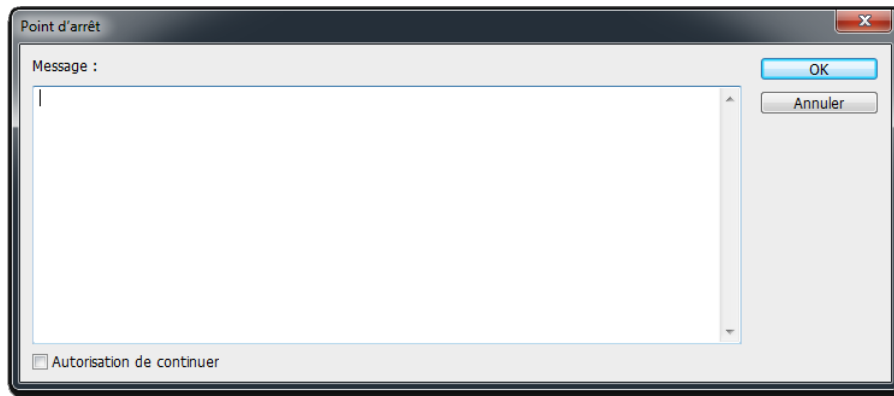 Point d'arrêt
Message :
OK
Annuler
Autorisation de continuer